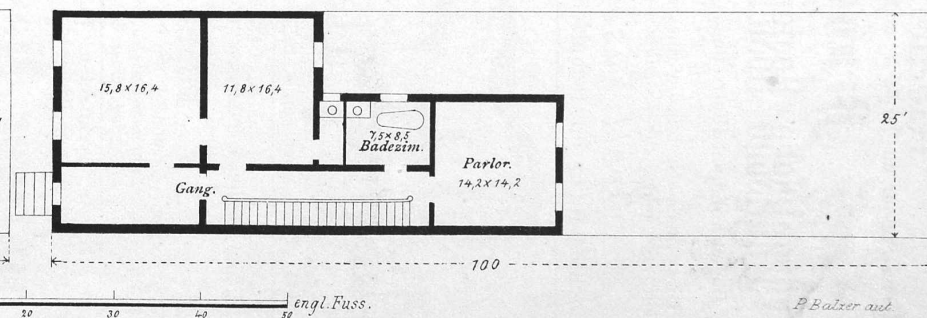 15,8 × 16,4
11,8 × 16,4
7,5 × 8,5
Badezim.
Parlor.
14,2 × 14,2
Gang.
25'
100
engl. Fuss.
20 30 40 50
P. Balzer aut.